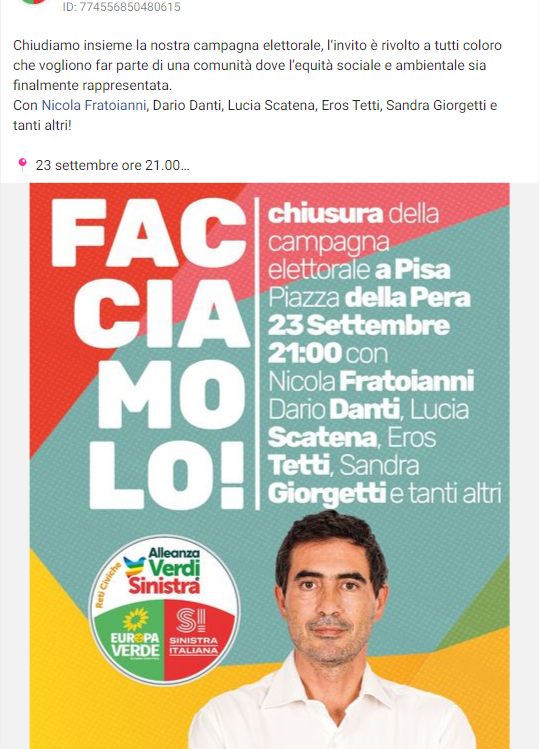 ID: 774556850480615
Chiudiamo insieme la nostra campagna elettorale, l'invito è rivolto a tutti coloro
che vogliono far parte di una comunità dove l'equità sociale e ambientale sia
finalmente rappresentata.
Con Nicola Fratoianni, Dario Danti, Lucia Scatena, Eros Tetti, Sandra Giorgetti e
tanti altri!
23 settembre ore 21.00...
FAC
CIA
MO
LO!
chiusura della
campagna
elettorale a Pisa
Piazza della Pera
23 Settembre
21:00 con
Nicola Fratoianni
Dario Danti, Lucia
Scatena, Eros
Tetti, Sandra
Giorgetti e tanti altri
Reti Civiche
Alleanza
Verdi
Sinistra
EUROPA
VERDE
SI
SINISTRA
ITALIANA